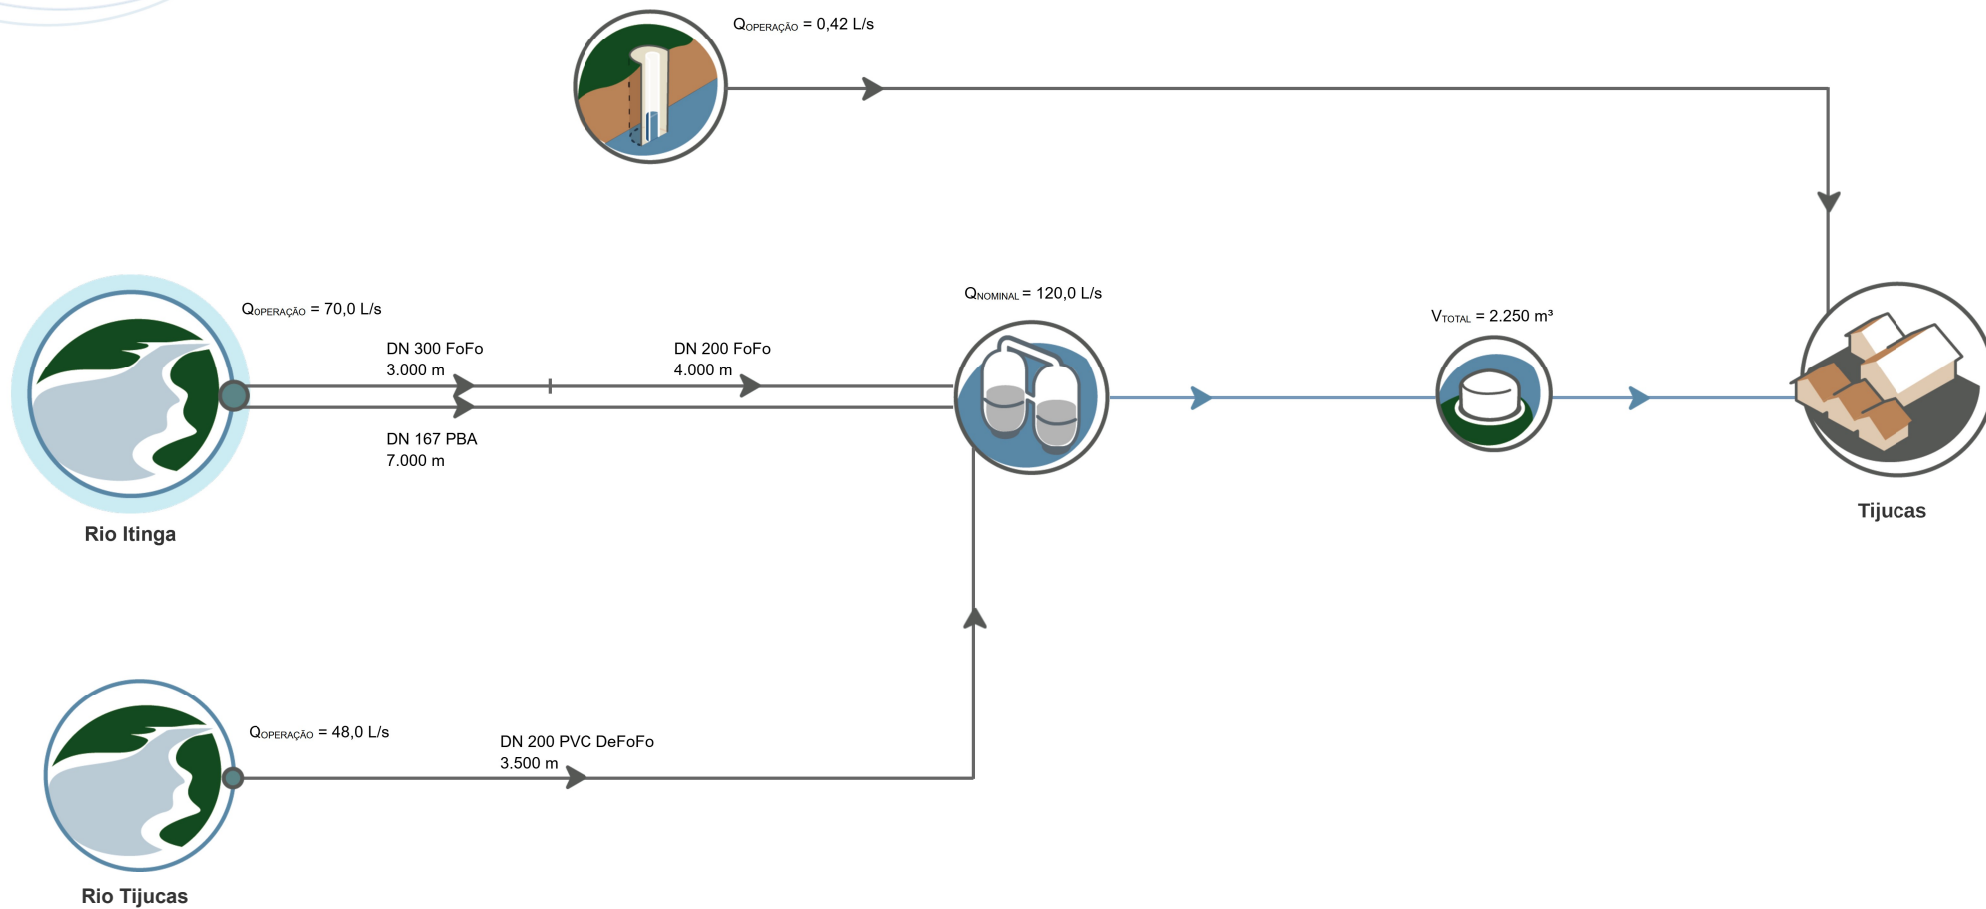 QOPERAÇÃO = 0,42 L/s
QOPERAÇÃO = 70,0 L/s
DN 300 FoFo
3.000 m
DN 200 FoFo
4.000 m
DN 167 PBA
7.000 m
QNOMINAL = 120,0 L/s
VTOTAL = 2.250 m³
Rio Itinga
Tijucas
QOPERAÇÃO = 48,0 L/s
DN 200 PVC DeFoFo
3.500 m
Rio Tijucas